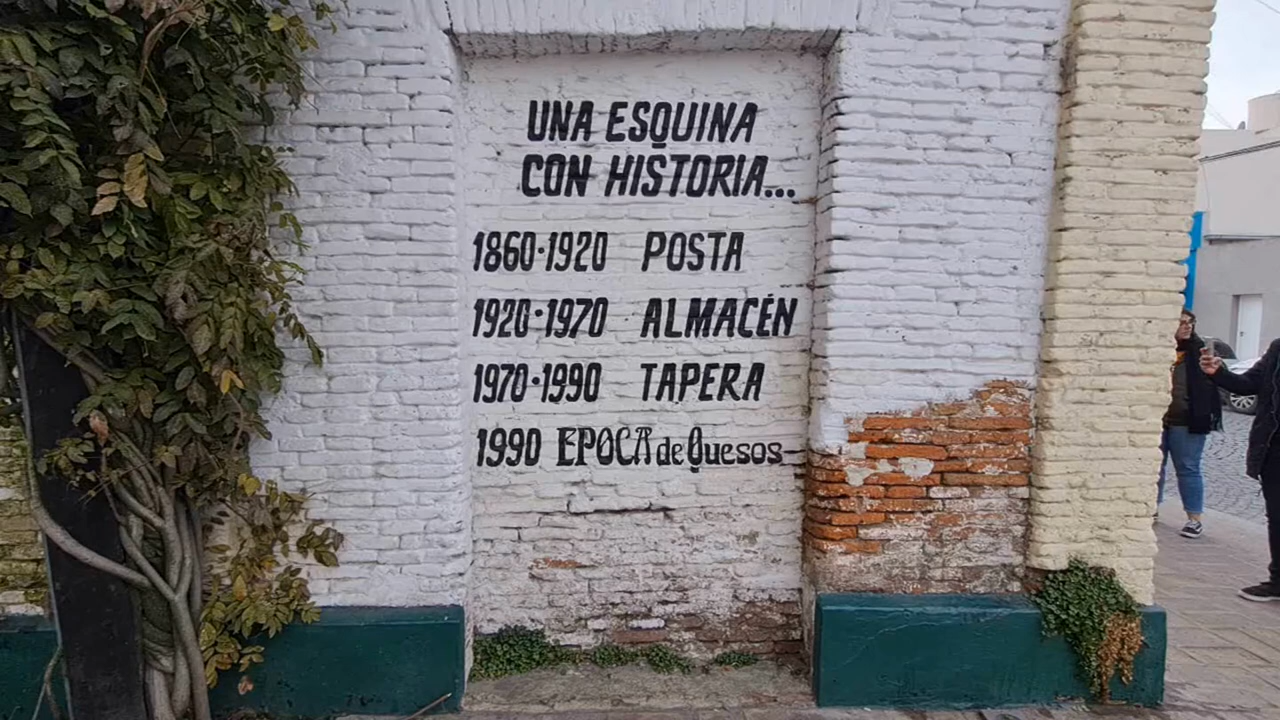 UNA ESQUINA
CON HISTORIA...
1860·1920 POSTA
1920·1970 ALMACÉN
1970·1990 TAPERA
1990 EPOCA de Quesos